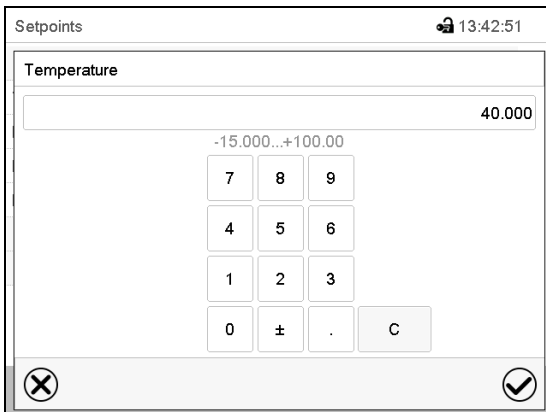 Setpoints 13:42:51
Temperature
40.000
-15.000...+100.00
7 8 9
4 5 6
1 2 3
0 ± . C